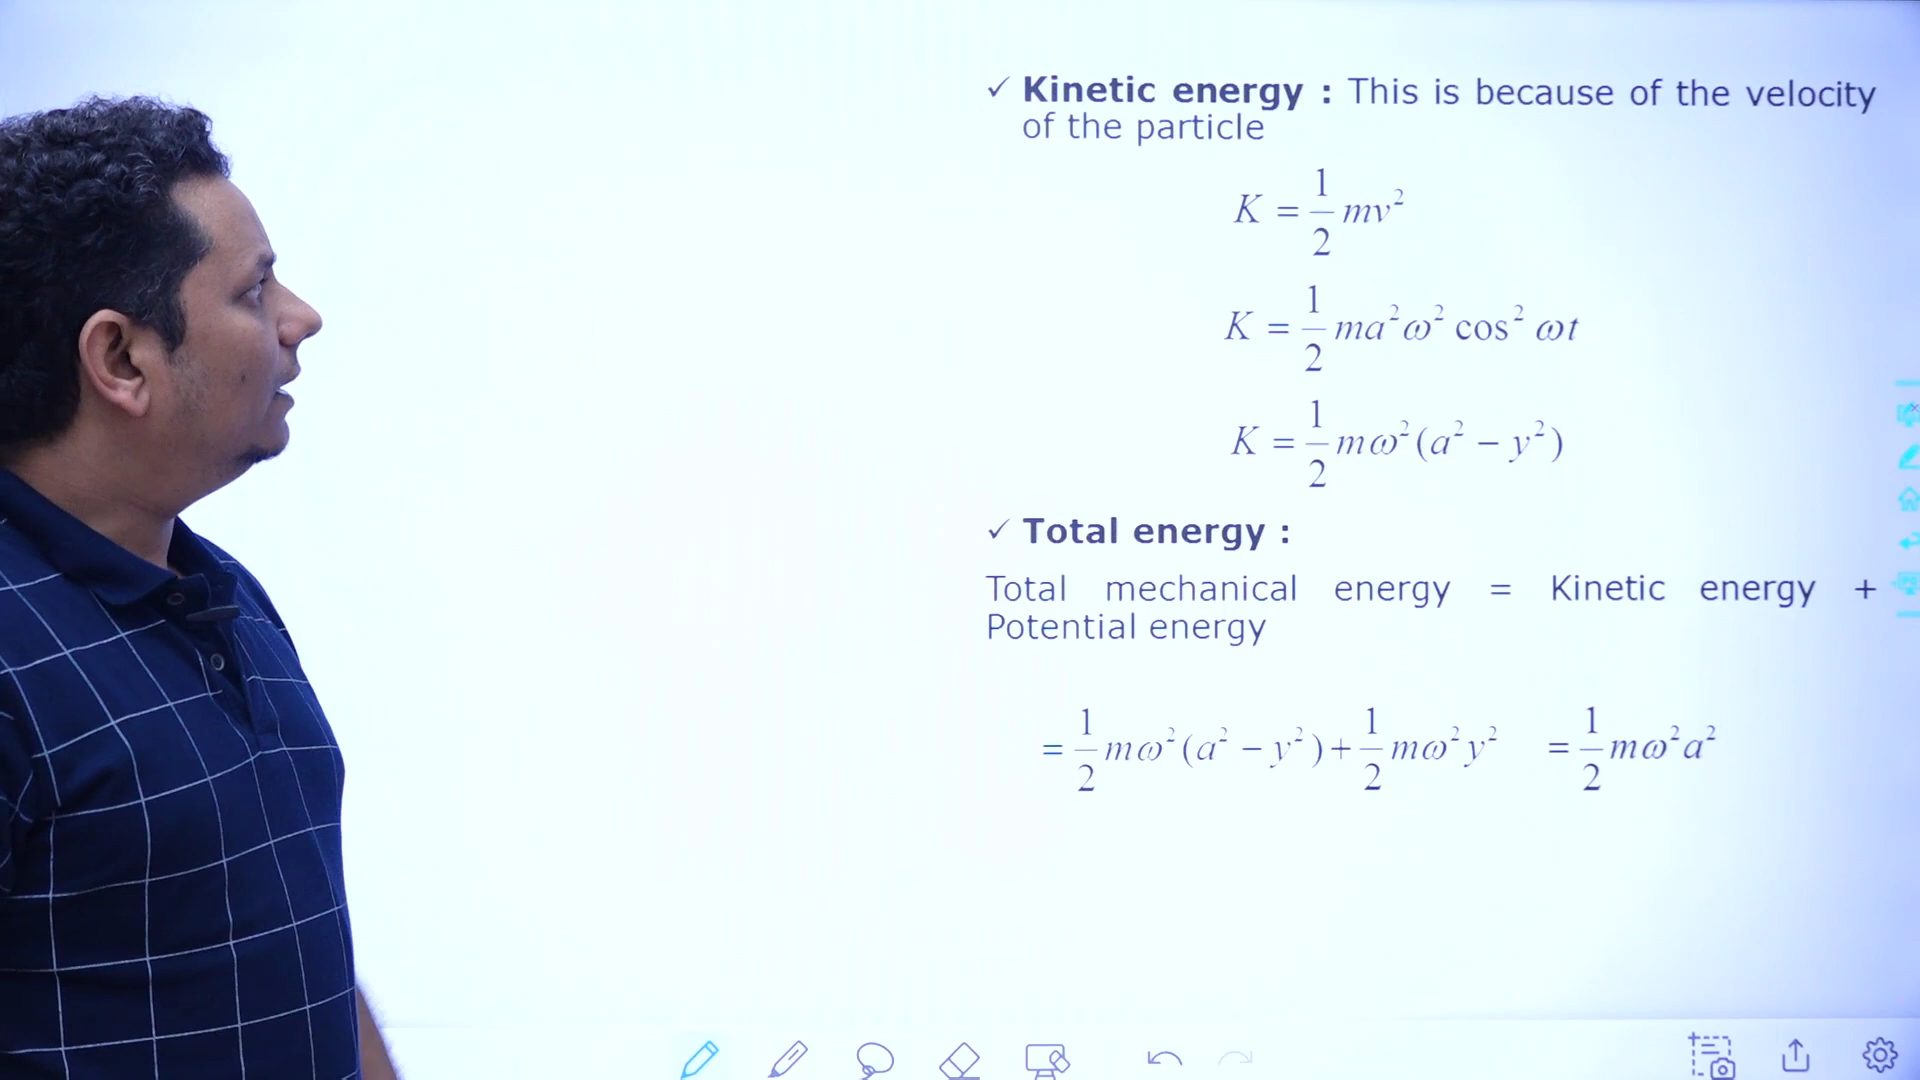 ✓ Kinetic energy : This is because of the velocity
of the particle
K = 1/2 mv²
K = 1/2 ma²ω² cos² ωt
K = 1/2 mω²(a² − y²)
✓ Total energy :
Total mechanical energy = Kinetic energy +
Potential energy
= 1/2 mω²(a² − y²) + 1/2 mω²y² = 1/2 mω²a²